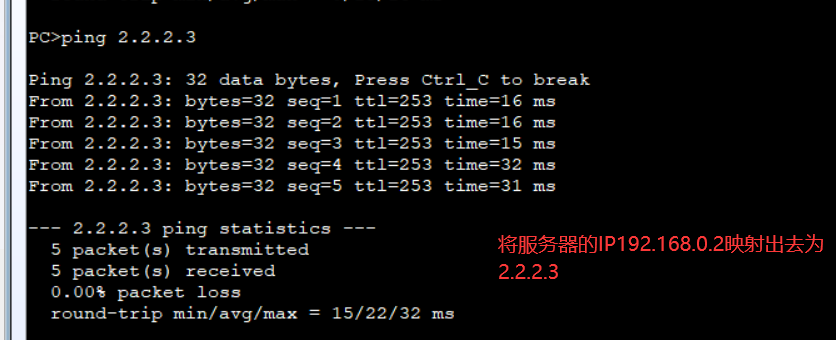 PC>ping 2.2.2.3
Ping 2.2.2.3: 32 data bytes, Press Ctrl_C to break
From 2.2.2.3: bytes=32 seq=1 ttl=253 time=16 ms
From 2.2.2.3: bytes=32 seq=2 ttl=253 time=16 ms
From 2.2.2.3: bytes=32 seq=3 ttl=253 time=15 ms
From 2.2.2.3: bytes=32 seq=4 ttl=253 time=32 ms
From 2.2.2.3: bytes=32 seq=5 ttl=253 time=31 ms
--- 2.2.2.3 ping statistics ---
5 packet(s) transmitted
5 packet(s) received
0.00% packet loss
round-trip min/avg/max = 15/22/32 ms
将服务器的IP192.168.0.2映射出去为
2.2.2.3